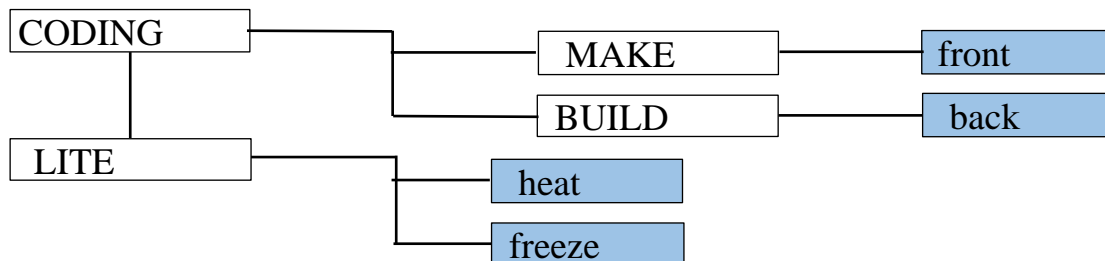 CODING
MAKE
front
BUILD
back
LITE
heat
freeze